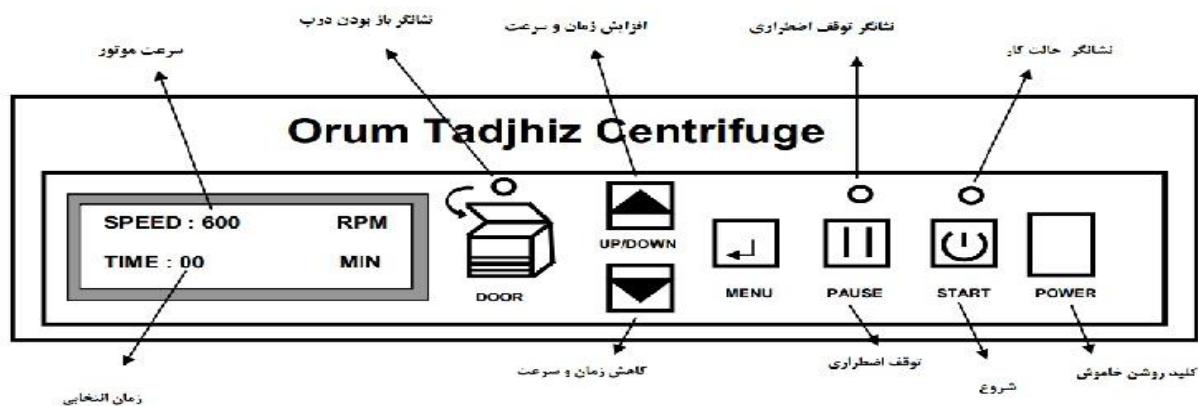 نشانگر باز بودن درب
افزایش زمان و سرعت
نشانگر توقف اضطراری
نشانگر حالت کار
سرعت موتور
Orum Tadjhiz Centrifuge
SPEED : 600 RPM
TIME : 00 MIN
DOOR
UP/DOWN
MENU
PAUSE
START
POWER
زمان انتخابی
کاهش زمان و سرعت
توقف اضطراری
شروع
کلید روشن خاموش